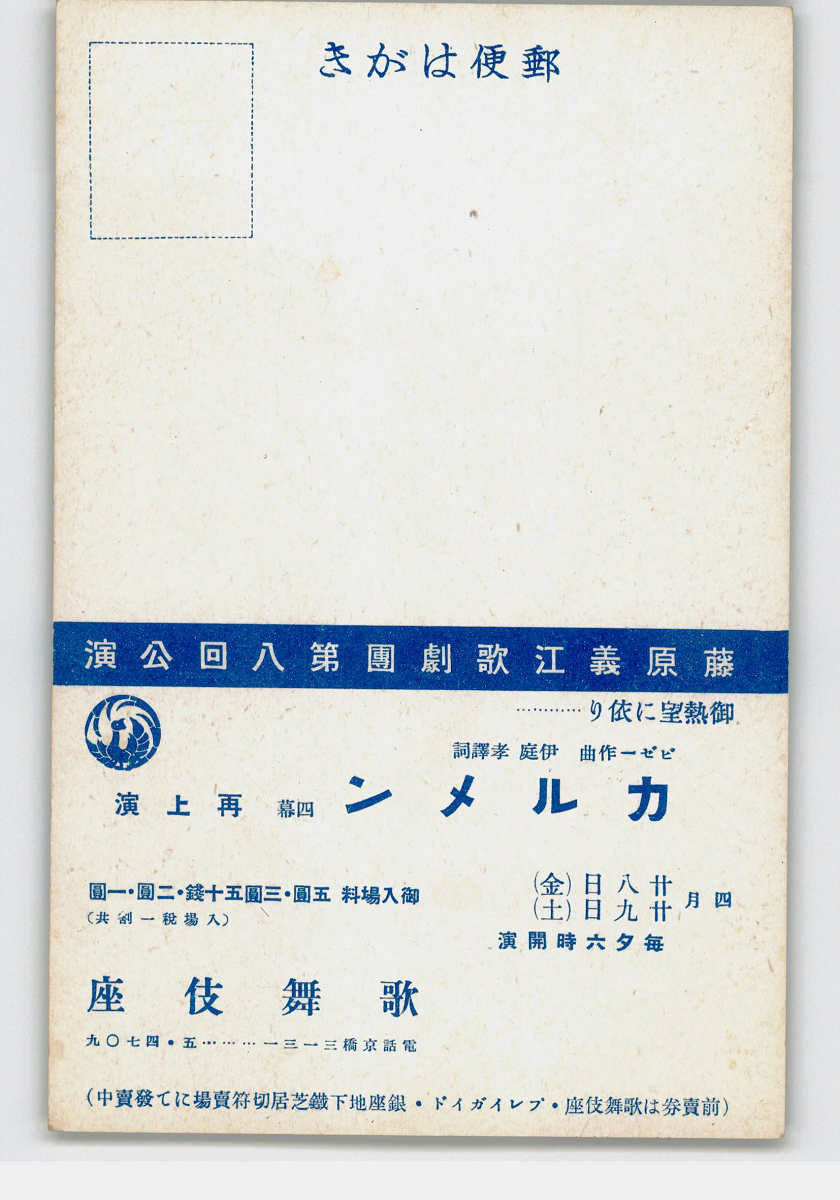 郵便はがき
藤原義江歌劇團第八回公演
御熱望に依り…………
ビゼー作曲 伊庭 孝譯詞
カルメン 四幕 再上演
四月
廿八日(金)
廿九日(土)
毎夕六時開演
御入場料 五圓・三圓五十錢・二圓・一圓
(入場税一割共)
歌舞伎座
電話京橋三一三一………五・四七〇九
(前賣券は歌舞伎座・プレイガイド・銀座地下鐵芝居切符賣場にて發賣中)